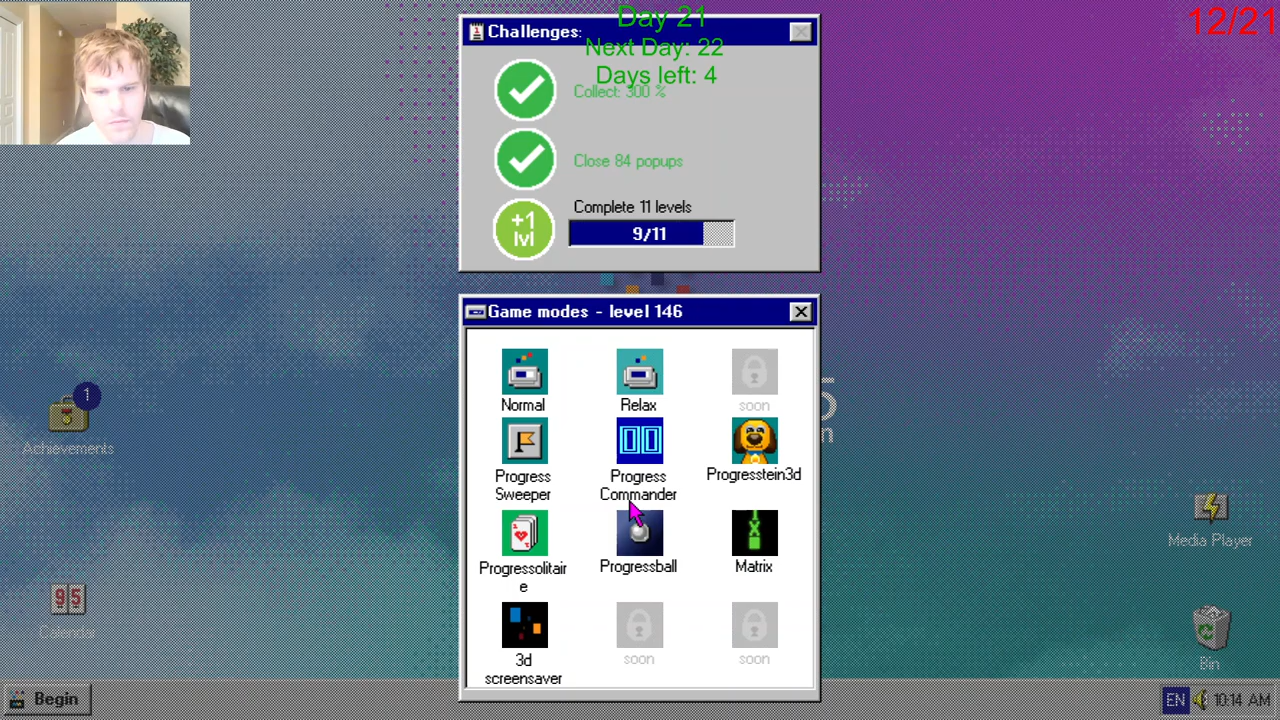 Day 21
12/21
Challenges:
Next Day: 22
Days left: 4
Collect: 300 %
Close 84 popups
+1
lvl
Complete 11 levels
9/11
Game modes - level 146
Normal
Relax
soon
Progress
Sweeper
Progress
Commander
Progresstein3d
Progressolitair
e
Progressball
X
Matrix
3d
screensaver
soon
soon
1
95
Media Player
Bin
Begin
EN
10:14 AM